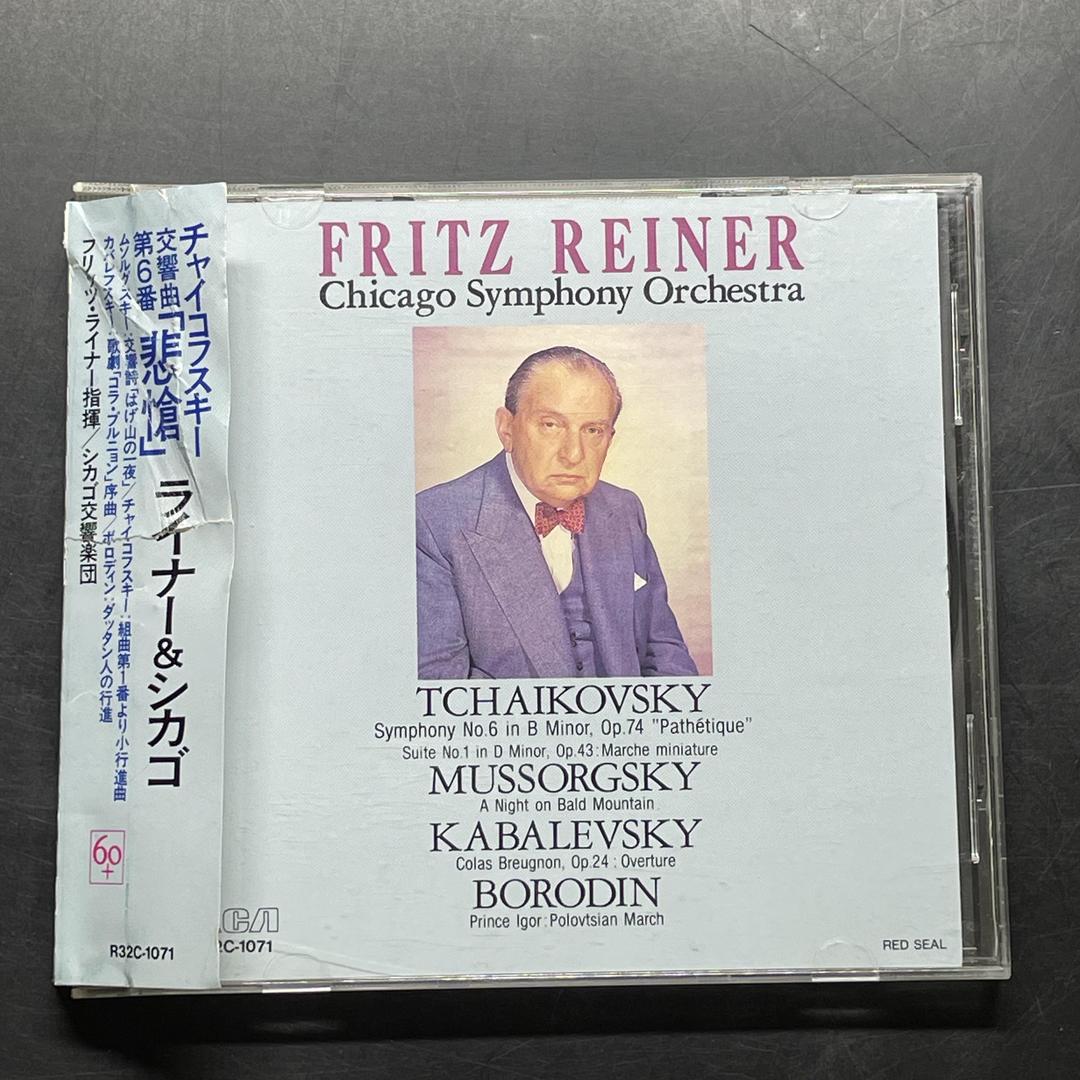 チャイコフスキー
交響曲
第6番「悲愴」
ライナー&シカゴ
ムソルグスキー:交響詩「はげ山の一夜」/チャイコフスキー:組曲第1番より小行進曲
カバレフスキー:歌劇「コラ・ブルニョン」序曲/ボロディン:ダッタン人の行進
フリッツ・ライナー指揮/シカゴ交響楽団
60+
R32C-1071
FRITZ REINER
Chicago Symphony Orchestra
TCHAIKOVSKY
Symphony No.6 in B Minor, Op.74 "Pathétique"
Suite No.1 in D Minor, Op.43:Marche miniature
MUSSORGSKY
A Night on Bald Mountain
KABALEVSKY
Colas Breugnon, Op.24 : Overture
BORODIN
Prince Igor : Polovtsian March
RCA
2C-1071
RED SEAL